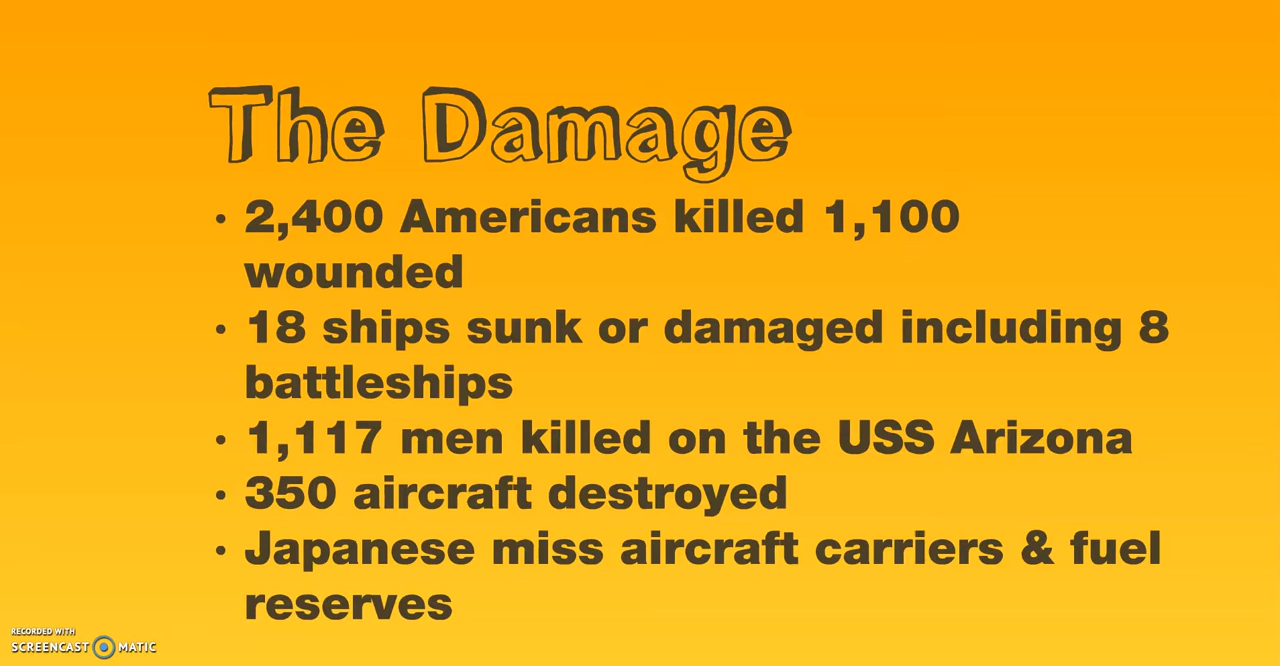 The Damage
• 2,400 Americans killed 1,100
wounded
• 18 ships sunk or damaged including 8
battleships
• 1,117 men killed on the USS Arizona
• 350 aircraft destroyed
• Japanese miss aircraft carriers & fuel
reserves
RECORDED WITH
SCREENCAST MATIC